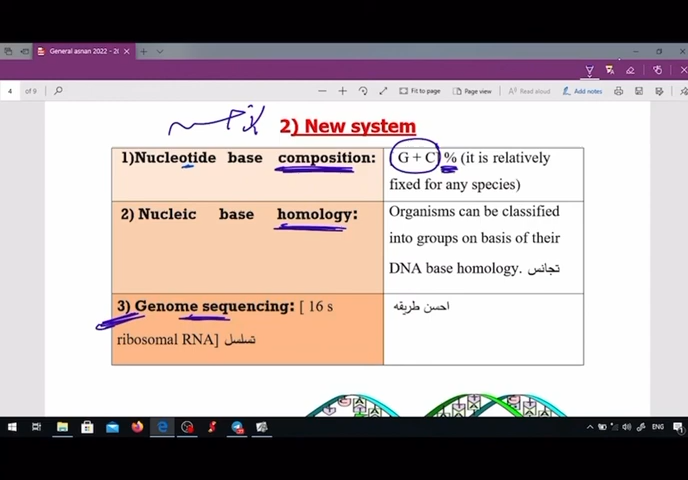 General asnan 2022 - 20
4 of 9
Fit to page
Page view
Read aloud
Add notes
2) New system
1)Nucleotide base composition:
G + C) % (it is relatively
fixed for any species)
2) Nucleic base homology:
Organisms can be classified
into groups on basis of their
DNA base homology. تجانس
3) Genome sequencing: [ 16 s
ribosomal RNA] تسلسل
احسن طريقه
ENG